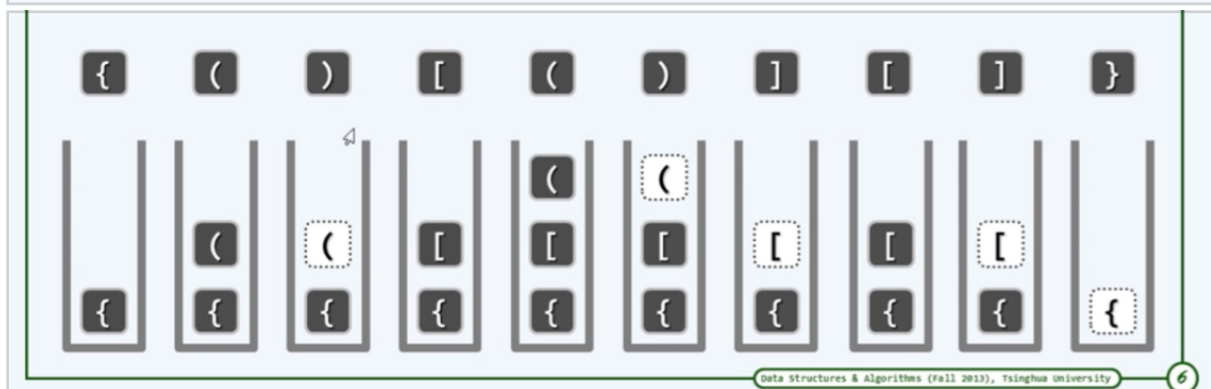 { ( ) [ ( ) ] [ ] }
( (
( ( [ [ [ [ [ [
{ { { { { { { { { {
Data Structures & Algorithms (Fall 2013), Tsinghua University 6